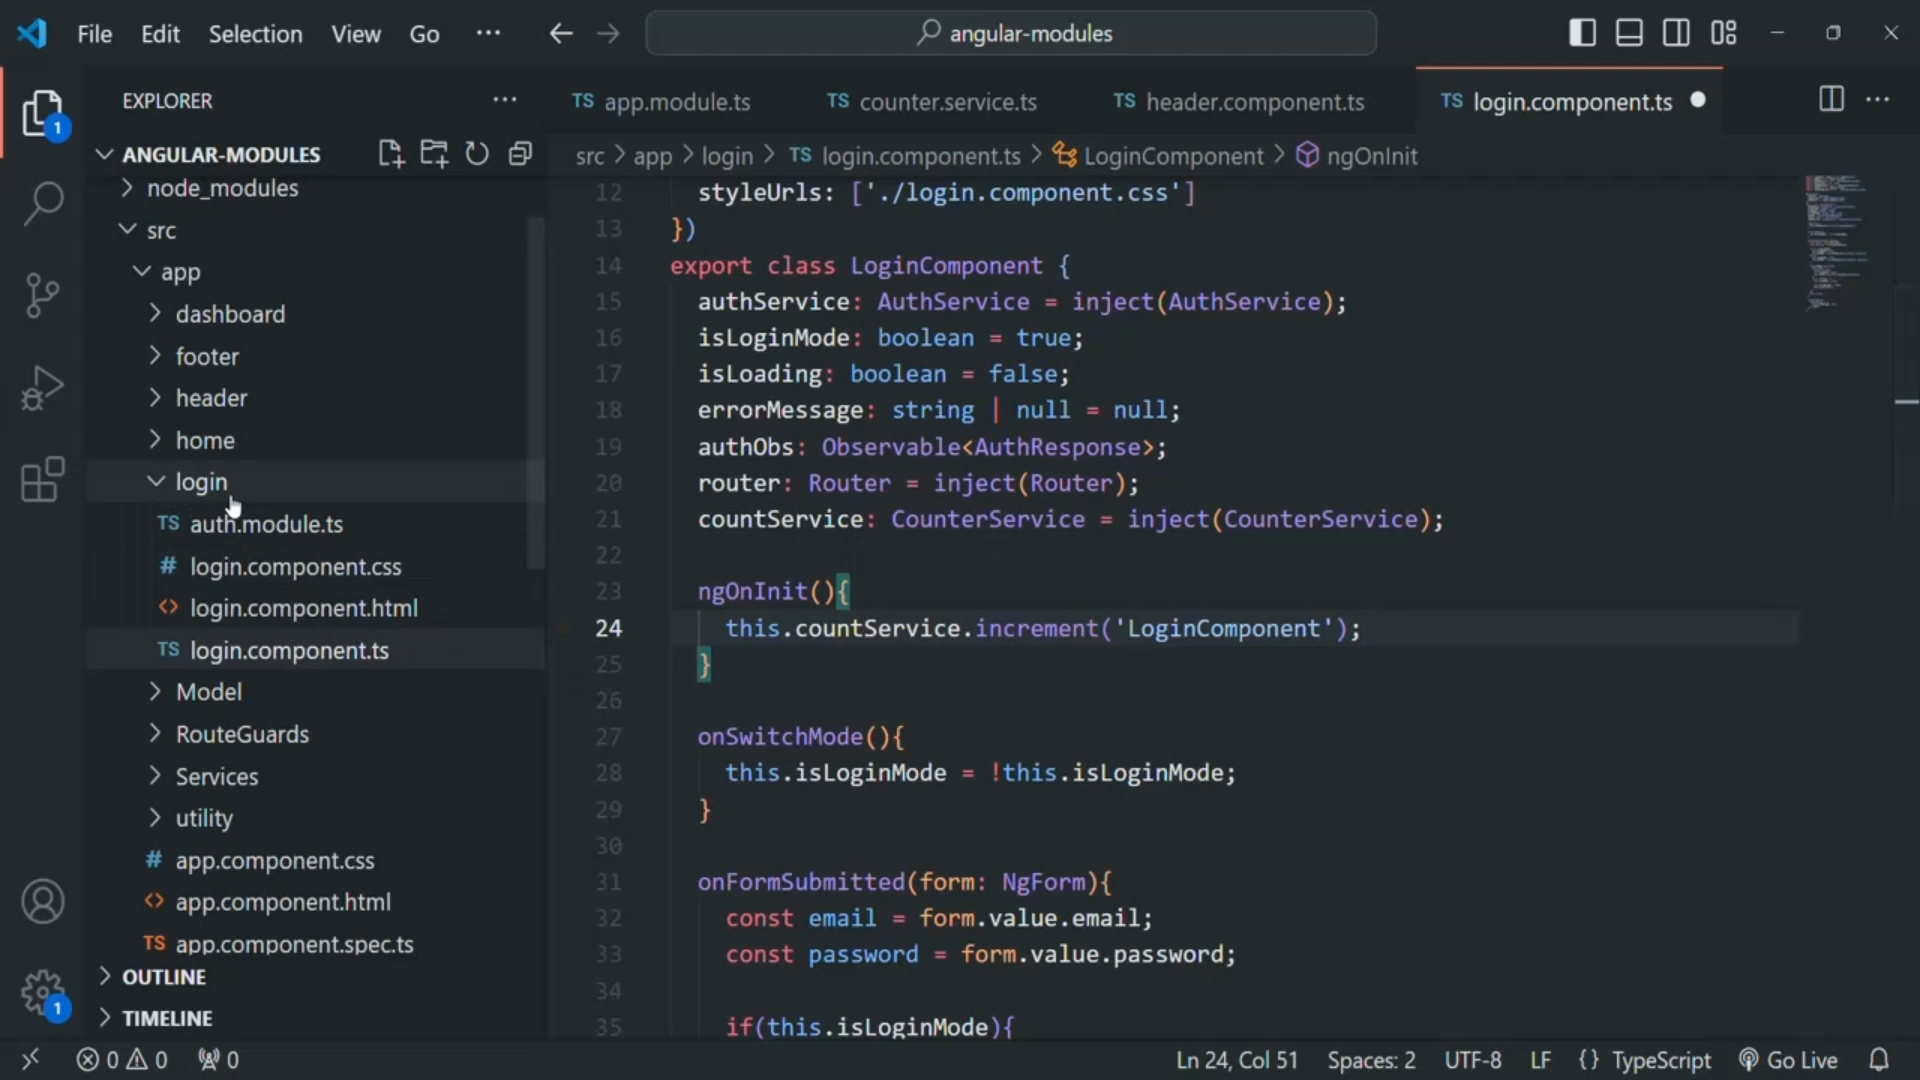 File Edit Selection View Go ··· angular-modules
EXPLORER ···
ANGULAR-MODULES
node_modules
src
app
dashboard
footer
header
home
login
TS auth.module.ts
# login.component.css
<> login.component.html
TS login.component.ts
Model
RouteGuards
Services
utility
# app.component.css
<> app.component.html
TS app.component.spec.ts
OUTLINE
TIMELINE
1
1
TS app.module.ts TS counter.service.ts TS header.component.ts TS login.component.ts
src > app > login > TS login.component.ts > LoginComponent > ngOnInit
12 styleUrls: ['./login.component.css']
13 })
14 export class LoginComponent {
15 authService: AuthService = inject(AuthService);
16 isLoginMode: boolean = true;
17 isLoading: boolean = false;
18 errorMessage: string | null = null;
19 authObs: Observable<AuthResponse>;
20 router: Router = inject(Router);
21 countService: CounterService = inject(CounterService);
22
23 ngOnInit(){
24 this.countService.increment('LoginComponent');
25 }
26
27 onSwitchMode(){
28 this.isLoginMode = !this.isLoginMode;
29 }
30
31 onFormSubmitted(form: NgForm){
32 const email = form.value.email;
33 const password = form.value.password;
34
35 if(this.isLoginMode){
0 0 0 Ln 24, Col 51 Spaces: 2 UTF-8 LF {} TypeScript Go Live